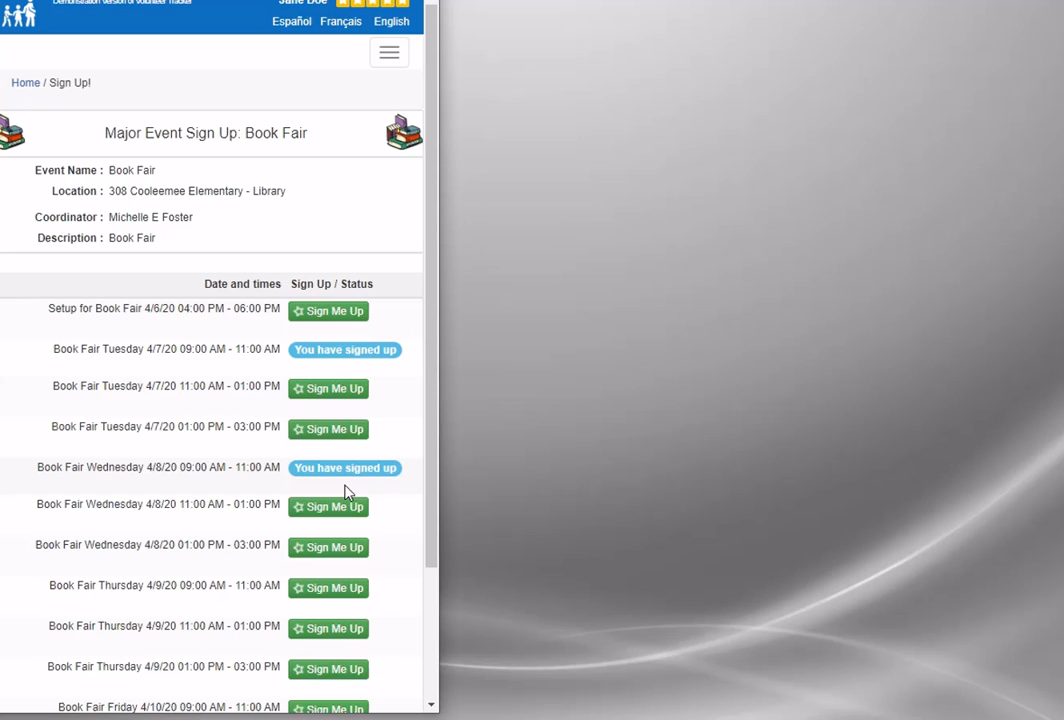 Demonstration Version of Volunteer Tracker
Jane Doe
Español Français English
Home / Sign Up!
Major Event Sign Up: Book Fair
Event Name : Book Fair
Location : 308 Cooleemee Elementary - Library
Coordinator : Michelle E Foster
Description : Book Fair
Date and times Sign Up / Status
Setup for Book Fair 4/6/20 04:00 PM - 06:00 PM Sign Me Up
Book Fair Tuesday 4/7/20 09:00 AM - 11:00 AM You have signed up
Book Fair Tuesday 4/7/20 11:00 AM - 01:00 PM Sign Me Up
Book Fair Tuesday 4/7/20 01:00 PM - 03:00 PM Sign Me Up
Book Fair Wednesday 4/8/20 09:00 AM - 11:00 AM You have signed up
Book Fair Wednesday 4/8/20 11:00 AM - 01:00 PM Sign Me Up
Book Fair Wednesday 4/8/20 01:00 PM - 03:00 PM Sign Me Up
Book Fair Thursday 4/9/20 09:00 AM - 11:00 AM Sign Me Up
Book Fair Thursday 4/9/20 11:00 AM - 01:00 PM Sign Me Up
Book Fair Thursday 4/9/20 01:00 PM - 03:00 PM Sign Me Up
Book Fair Friday 4/10/20 09:00 AM - 11:00 AM Sign Me Up